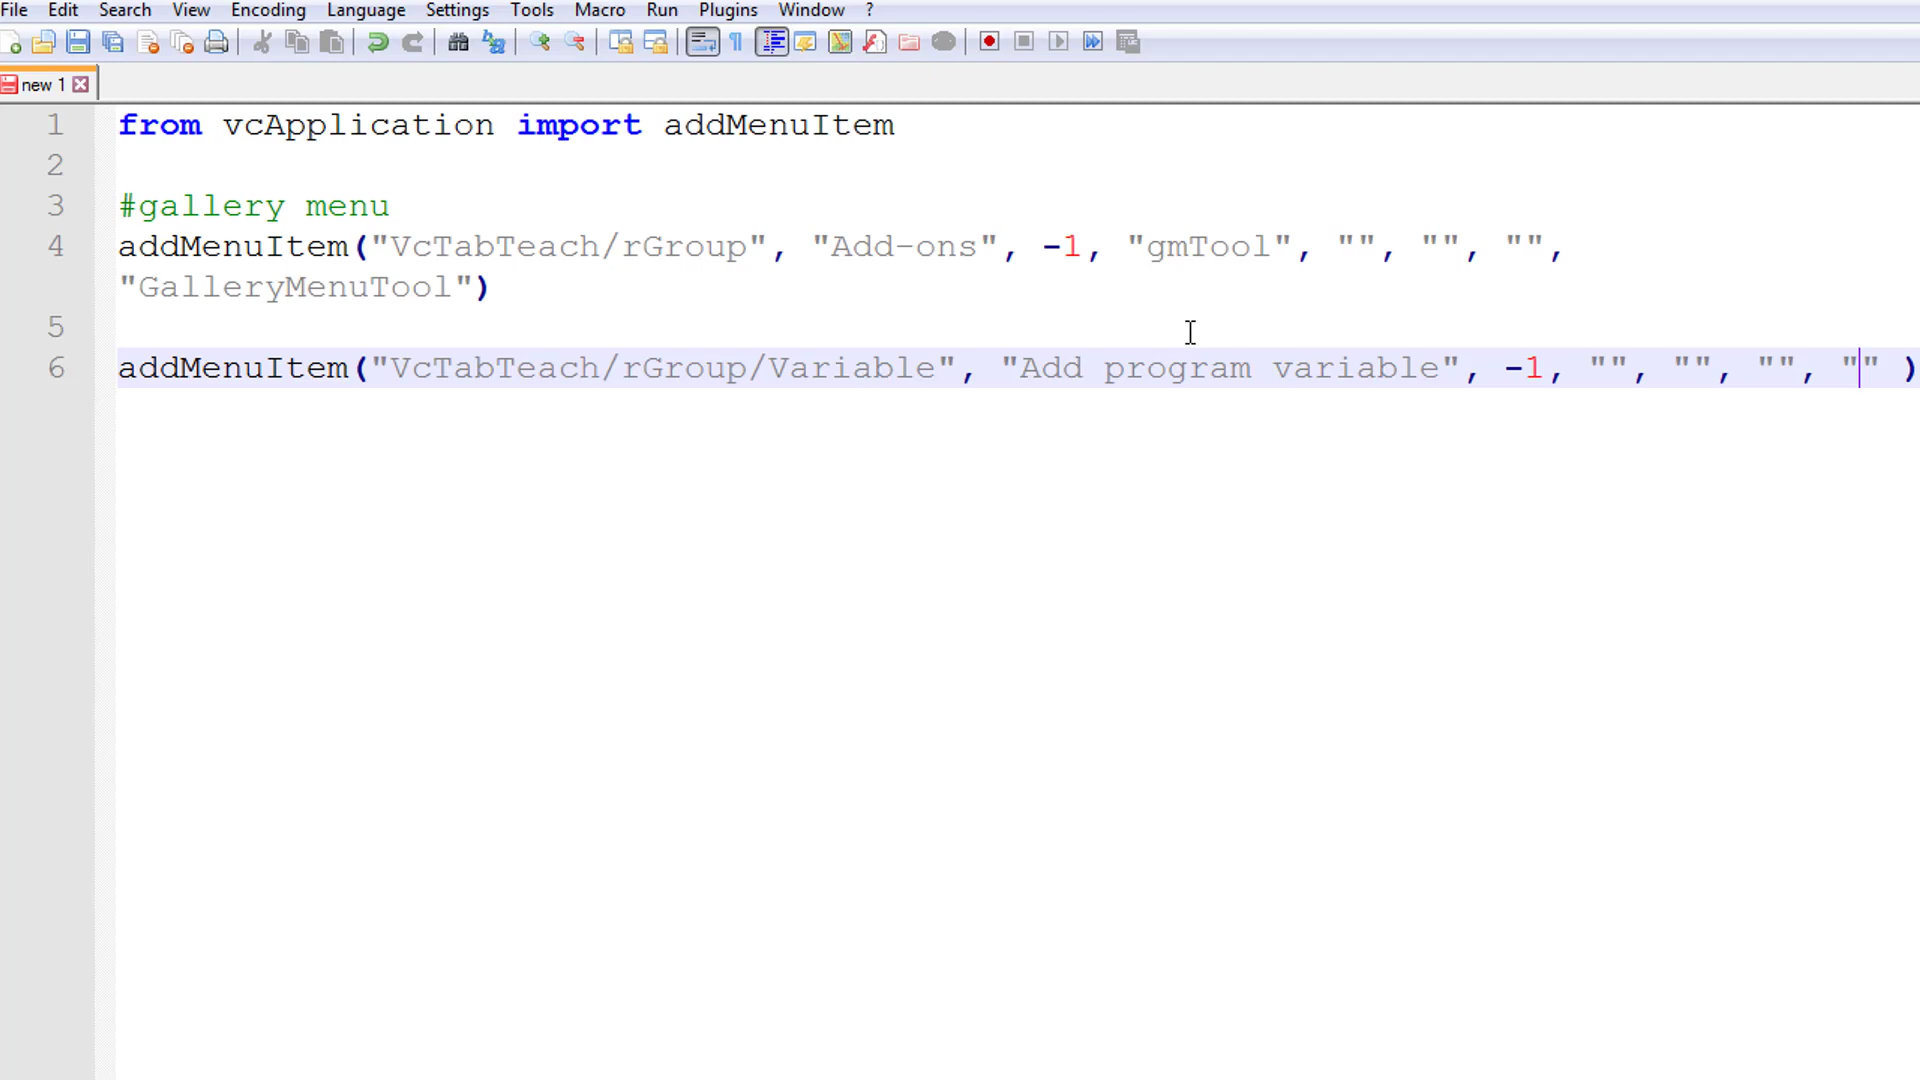 File Edit Search View Encoding Language Settings Tools Macro Run Plugins Window ?
new 1
1 from vcApplication import addMenuItem
2
3 #gallery menu
4 addMenuItem("VcTabTeach/rGroup", "Add-ons", -1, "gmTool", "", "", "",
"GalleryMenuTool")
5
6 addMenuItem("VcTabTeach/rGroup/Variable", "Add program variable", -1, "", "", "", "" )